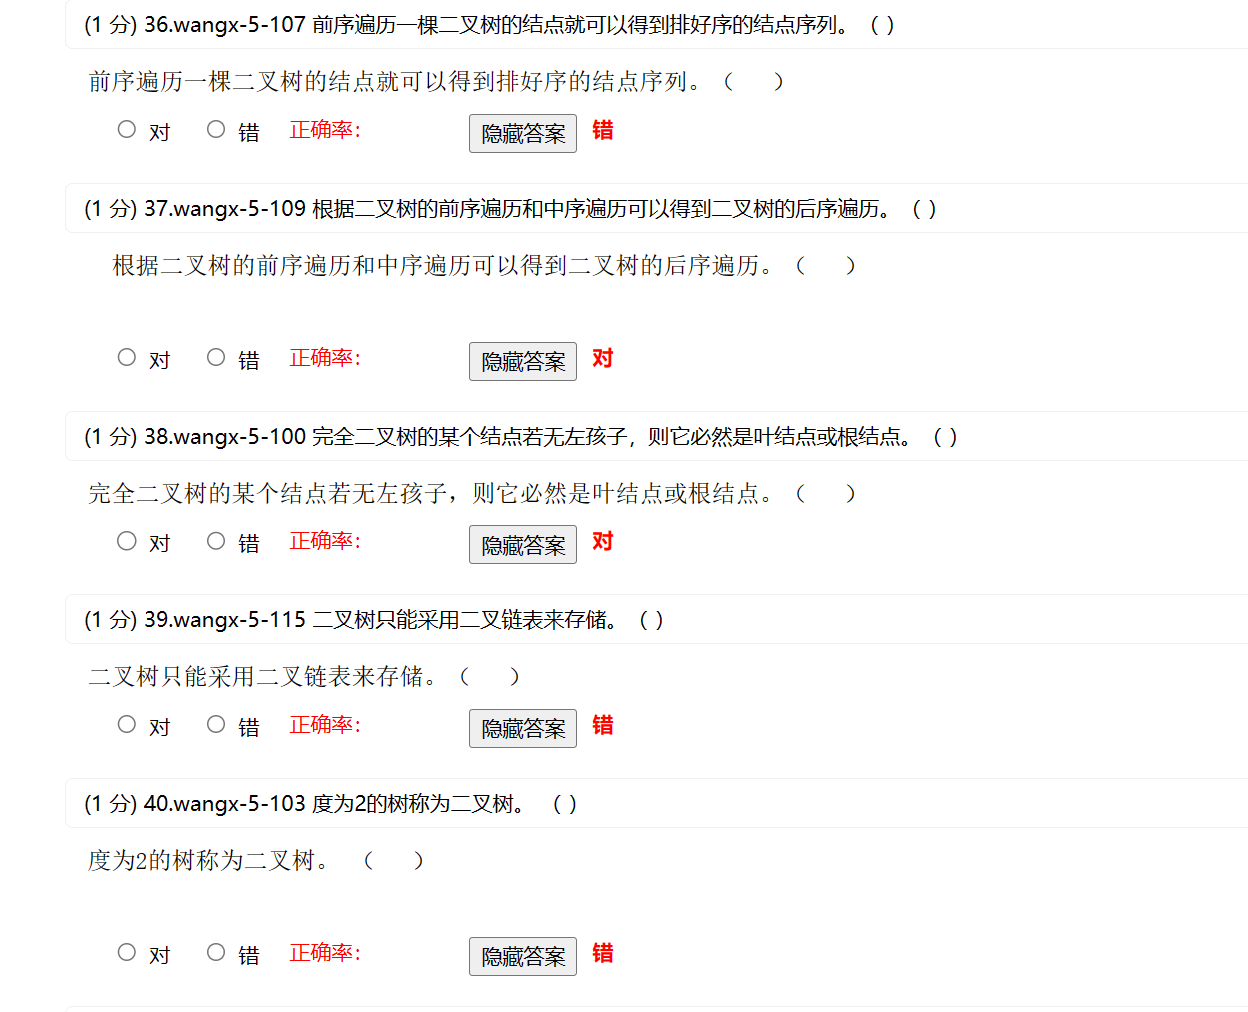 (1 分) 36.wangx-5-107 前序遍历一棵二叉树的结点就可以得到排好序的结点序列。（ ）
前序遍历一棵二叉树的结点就可以得到排好序的结点序列。（ ）
对 错 正确率： 隐藏答案 错
(1 分) 37.wangx-5-109 根据二叉树的前序遍历和中序遍历可以得到二叉树的后序遍历。（ ）
根据二叉树的前序遍历和中序遍历可以得到二叉树的后序遍历。（ ）
对 错 正确率： 隐藏答案 对
(1 分) 38.wangx-5-100 完全二叉树的某个结点若无左孩子，则它必然是叶结点或根结点。（ ）
完全二叉树的某个结点若无左孩子，则它必然是叶结点或根结点。（ ）
对 错 正确率： 隐藏答案 对
(1 分) 39.wangx-5-115 二叉树只能采用二叉链表来存储。（ ）
二叉树只能采用二叉链表来存储。（ ）
对 错 正确率： 隐藏答案 错
(1 分) 40.wangx-5-103 度为2的树称为二叉树。 （ ）
度为2的树称为二叉树。 （ ）
对 错 正确率： 隐藏答案 错